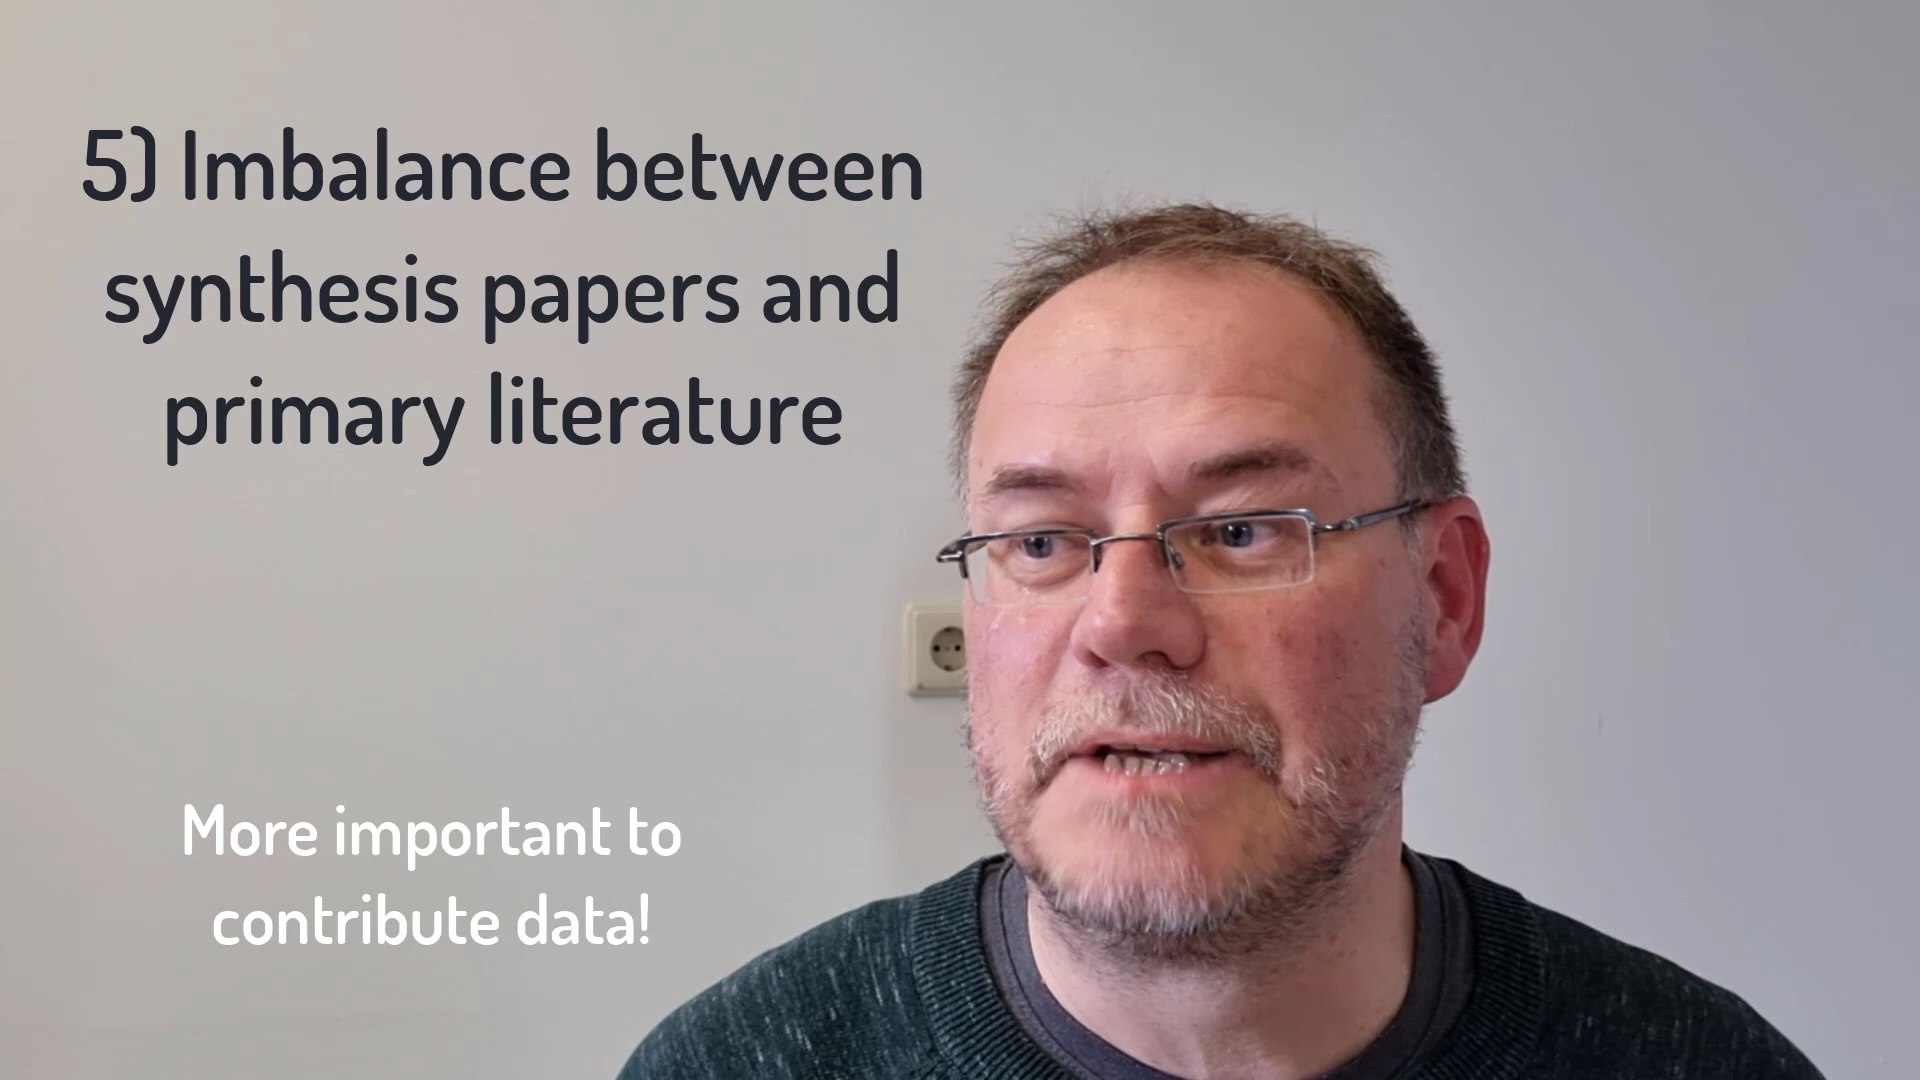 5) Imbalance between
synthesis papers and
primary literature
More important to
contribute data!